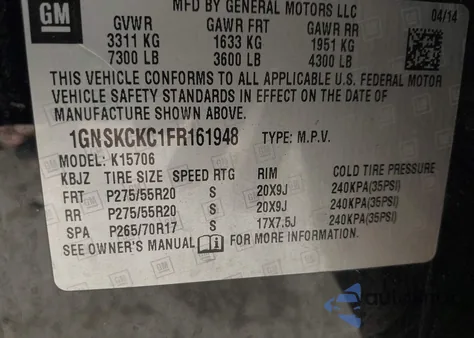 GM
MFD BY GENERAL MOTORS LLC
04/14
GVWR GAWR FRT GAWR RR
3311 KG 1633 KG 1951 KG
7300 LB 3600 LB 4300 LB
THIS VEHICLE CONFORMS TO ALL APPLICABLE U.S. FEDERAL MOTOR
VEHICLE SAFETY STANDARDS IN EFFECT ON THE DATE OF
MANUFACTURE SHOWN ABOVE.
1GNSKCKC1FR161948 TYPE: M.P.V.
MODEL: K15706
KBJZ TIRE SIZE SPEED RTG RIM COLD TIRE PRESSURE
FRT P275/55R20 S 20X9J 240KPA(35PSI)
RR P275/55R20 S 20X9J 240KPA(35PSI)
SPA P265/70R17 S 17X7.5J 240KPA(35PSI)
SEE OWNER'S MANUAL FOR MORE INFORMATION.